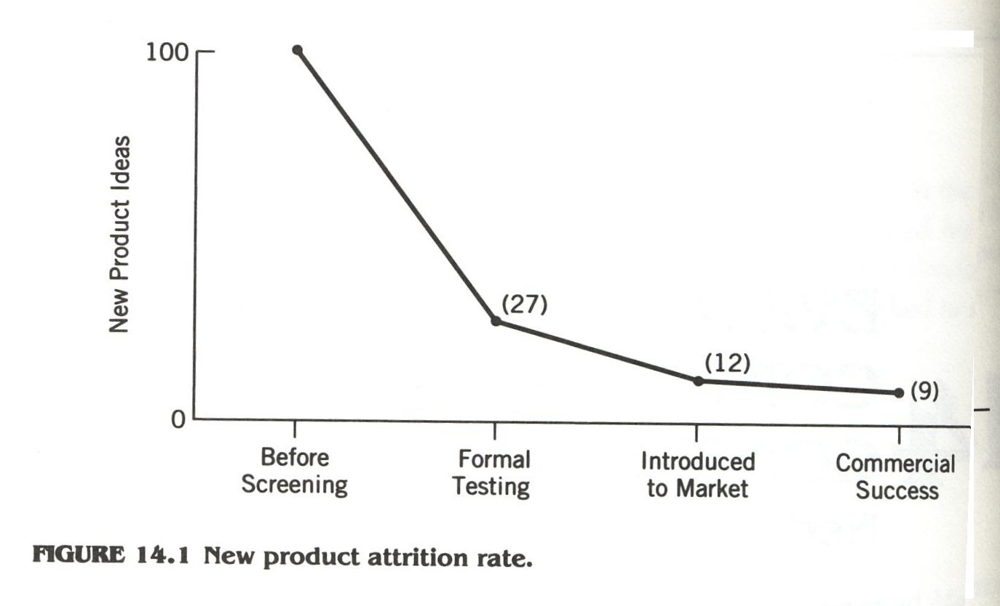 100
New Product Ideas
(27)
(12)
(9)
0
Before
Screening
Formal
Testing
Introduced
to Market
Commercial
Success
FIGURE 14.1 New product attrition rate.